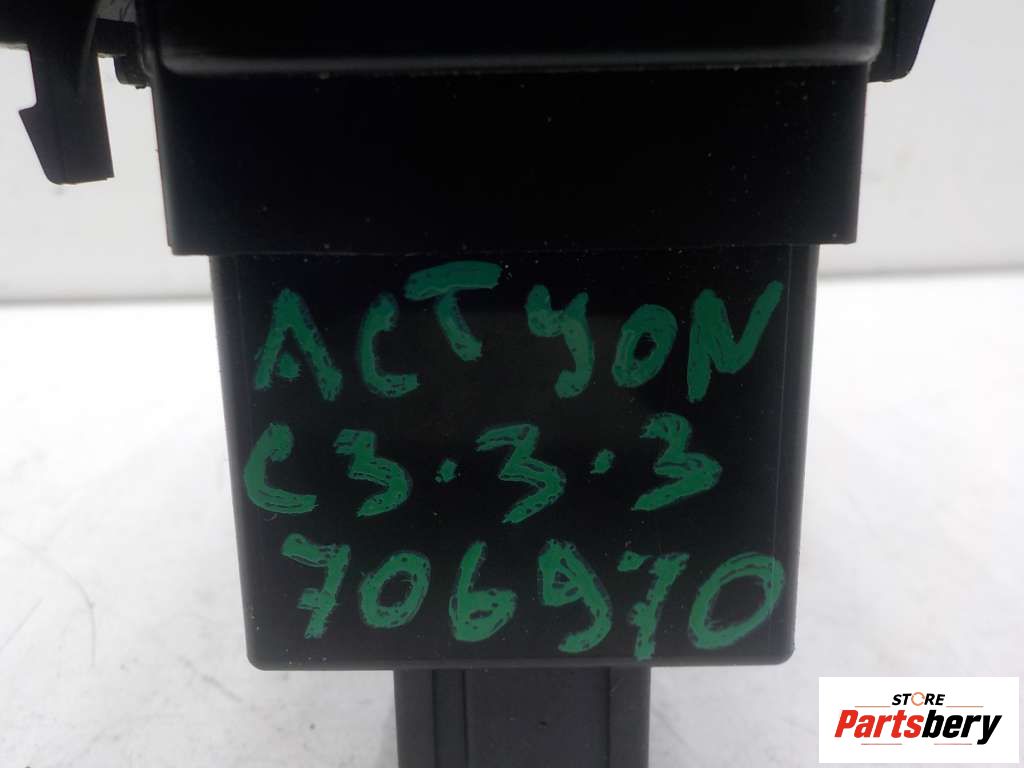 ACTYON
C3.3.3
706970
STORE
Partsbery